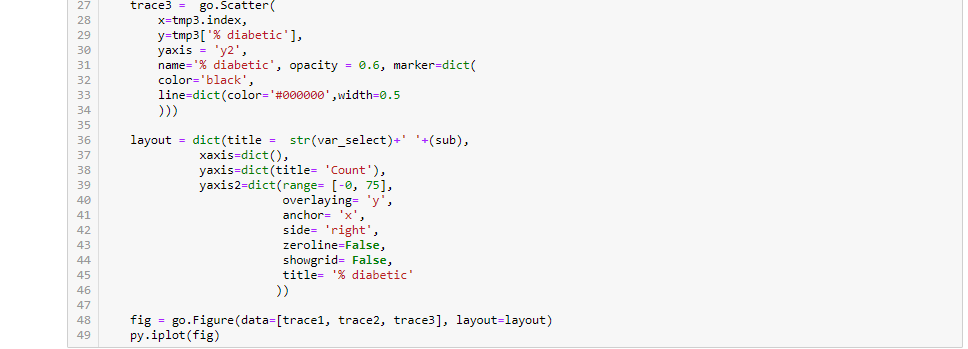 27 trace3 =  go.Scatter(
28     x=tmp3.index,
29     y=tmp3['% diabetic'],
30     yaxis = 'y2',
31     name='% diabetic', opacity = 0.6, marker=dict(
32     color='black',
33     line=dict(color='#000000',width=0.5
34     )))
35
36 layout = dict(title =  str(var_select)+' '+(sub),
37           xaxis=dict(),
38           yaxis=dict(title= 'Count'),
39           yaxis2=dict(range= [-0, 75],
40                       overlaying= 'y',
41                       anchor= 'x',
42                       side= 'right',
43                       zeroline=False,
44                       showgrid= False,
45                       title= '% diabetic'
46                      ))
47
48 fig = go.Figure(data=[trace1, trace2, trace3], layout=layout)
49 py.iplot(fig)